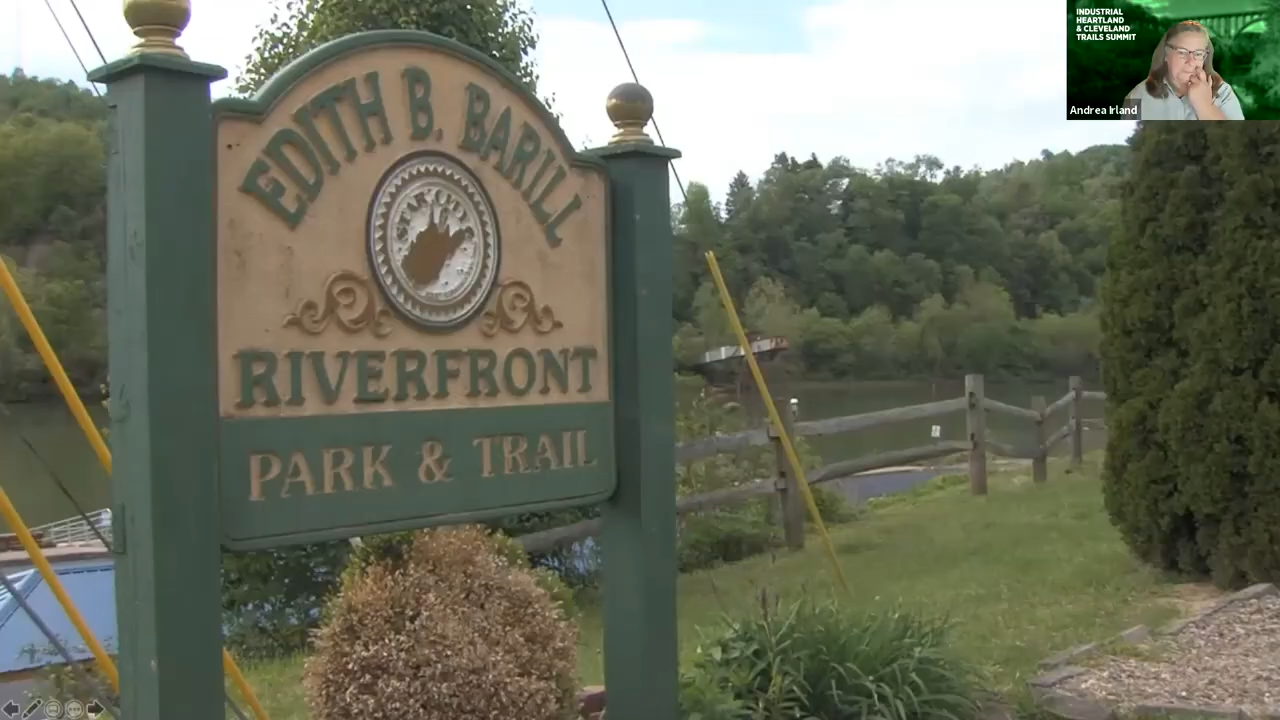 EDITH B. BARILL
STAR CITY
RIVERFRONT
PARK & TRAIL
INDUSTRIAL
HEARTLAND
& CLEVELAND
TRAILS SUMMIT
Andrea Irland